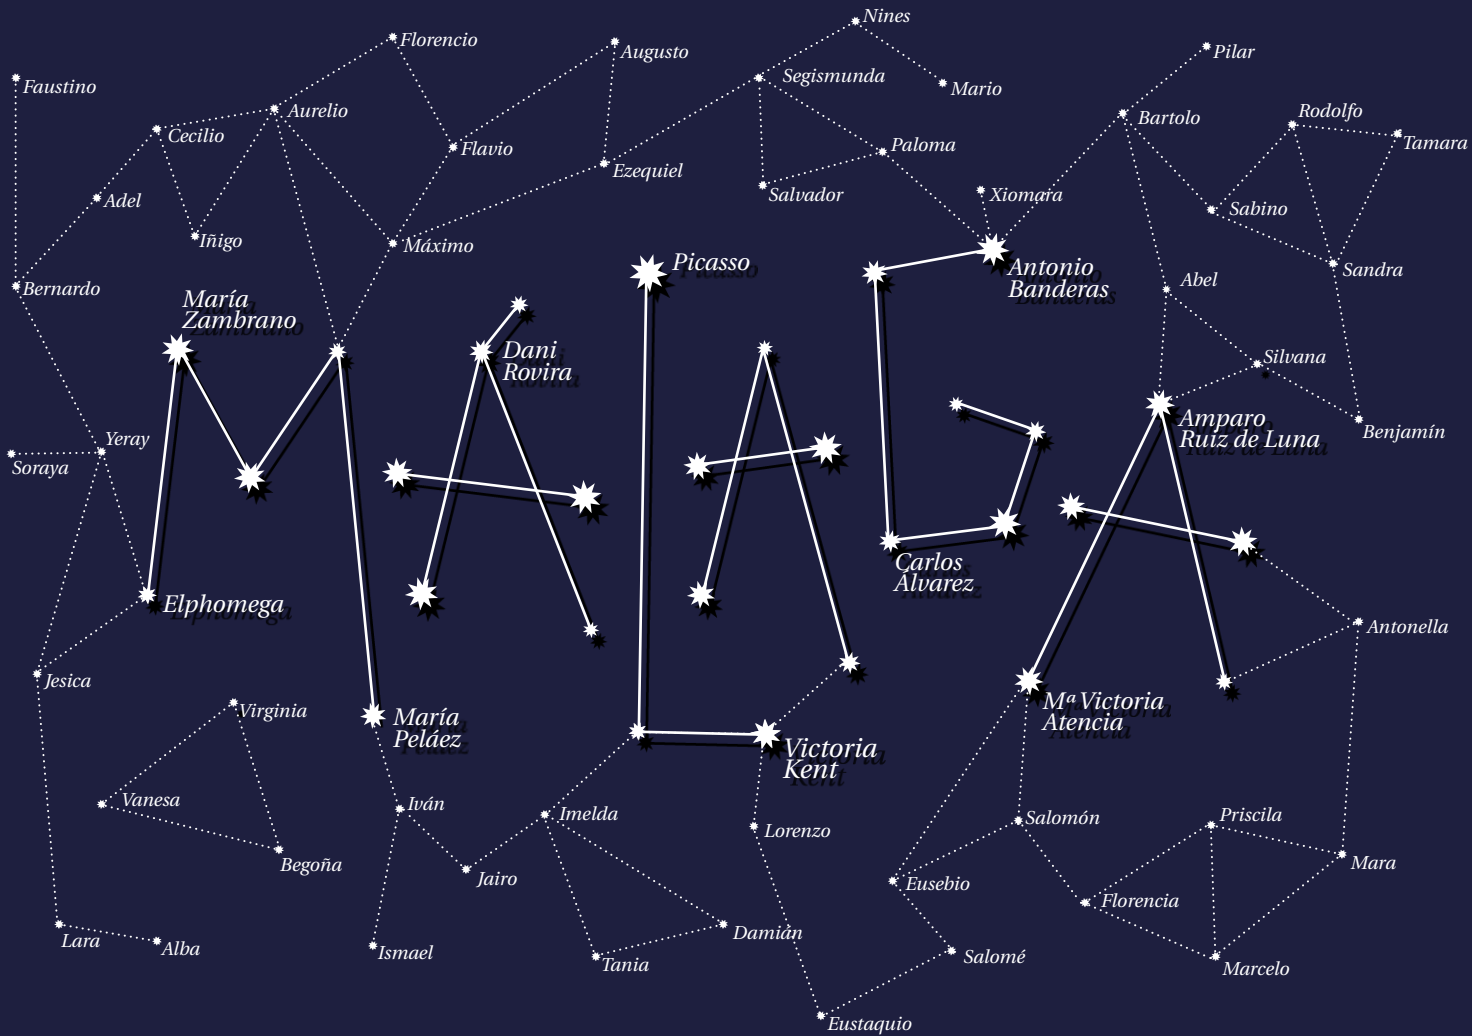 Nines
Florencio
Augusto
Pilar
Faustino
Segismunda
Mario
Aurelio
Cecilio
Bartolo
Rodolfo
Tamara
Flavio
Paloma
Ezequiel
Adel
Salvador
Xiomara
Sabino
Iñigo
Máximo
Picasso
Antonio
Banderas
Sandra
Abel
Bernardo
María
Zambrano
Dani
Rovira
Silvana
Amparo
Ruiz de Luna
Benjamín
Yeray
Soraya
Carlos
Álvarez
Elphomega
Antonella
Jesica
Virginia
María
Peláez
Mª Victoria
Atencia
Victoria
Kent
Vanesa
Iván
Imelda
Lorenzo
Salomón
Priscila
Begoña
Jairo
Eusebio
Florencia
Mara
Lara
Alba
Ismael
Tania
Damián
Salomé
Marcelo
Eustaquio